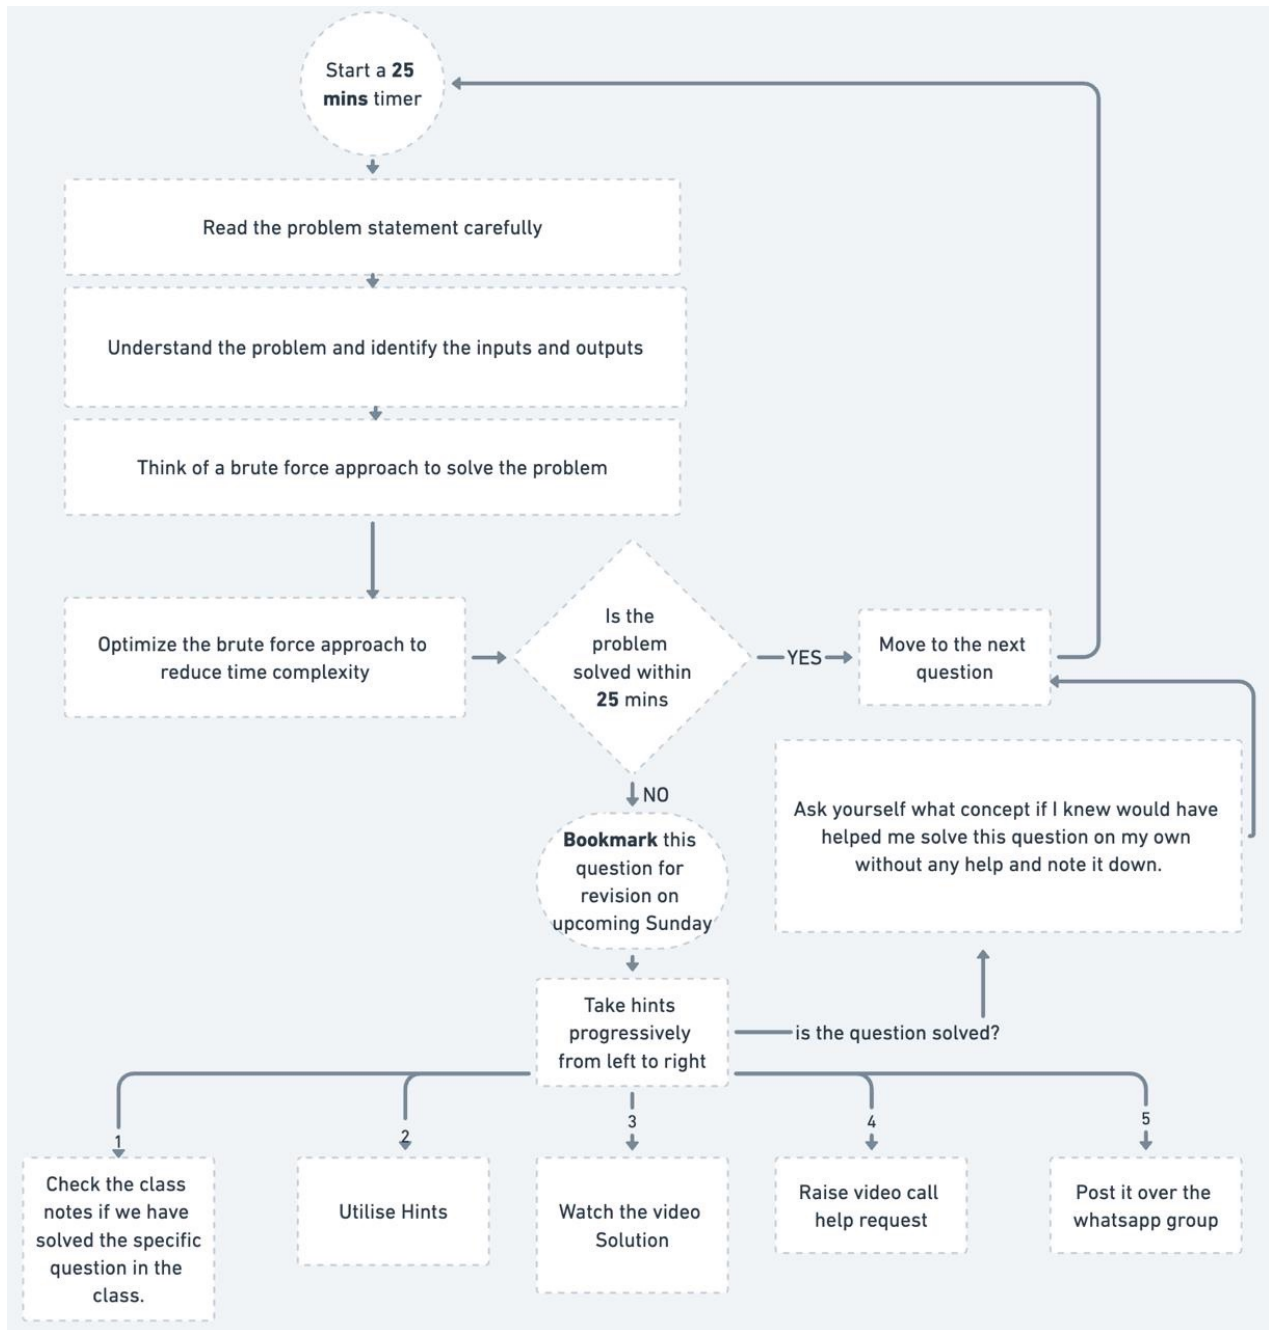 Start a 25
mins timer
Read the problem statement carefully
Understand the problem and identify the inputs and outputs
Think of a brute force approach to solve the problem
Optimize the brute force approach to
reduce time complexity
Is the
problem
solved within
25 mins
YES
Move to the next
question
NO
Bookmark this
question for
revision on
upcoming Sunday
Ask yourself what concept if I knew would have
helped me solve this question on my own
without any help and note it down.
Take hints
progressively
from left to right
is the question solved?
1
2
3
4
5
Check the class
notes if we have
solved the specific
question in the
class.
Utilise Hints
Watch the video
Solution
Raise video call
help request
Post it over the
whatsapp group